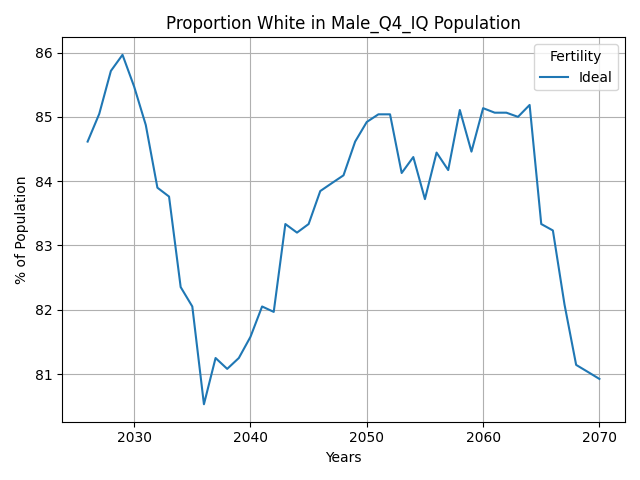 Proportion White in Male_Q4_IQ Population
Fertility
Ideal
86
85
84
83
82
81
% of Population
2030 2040 2050 2060 2070
Years